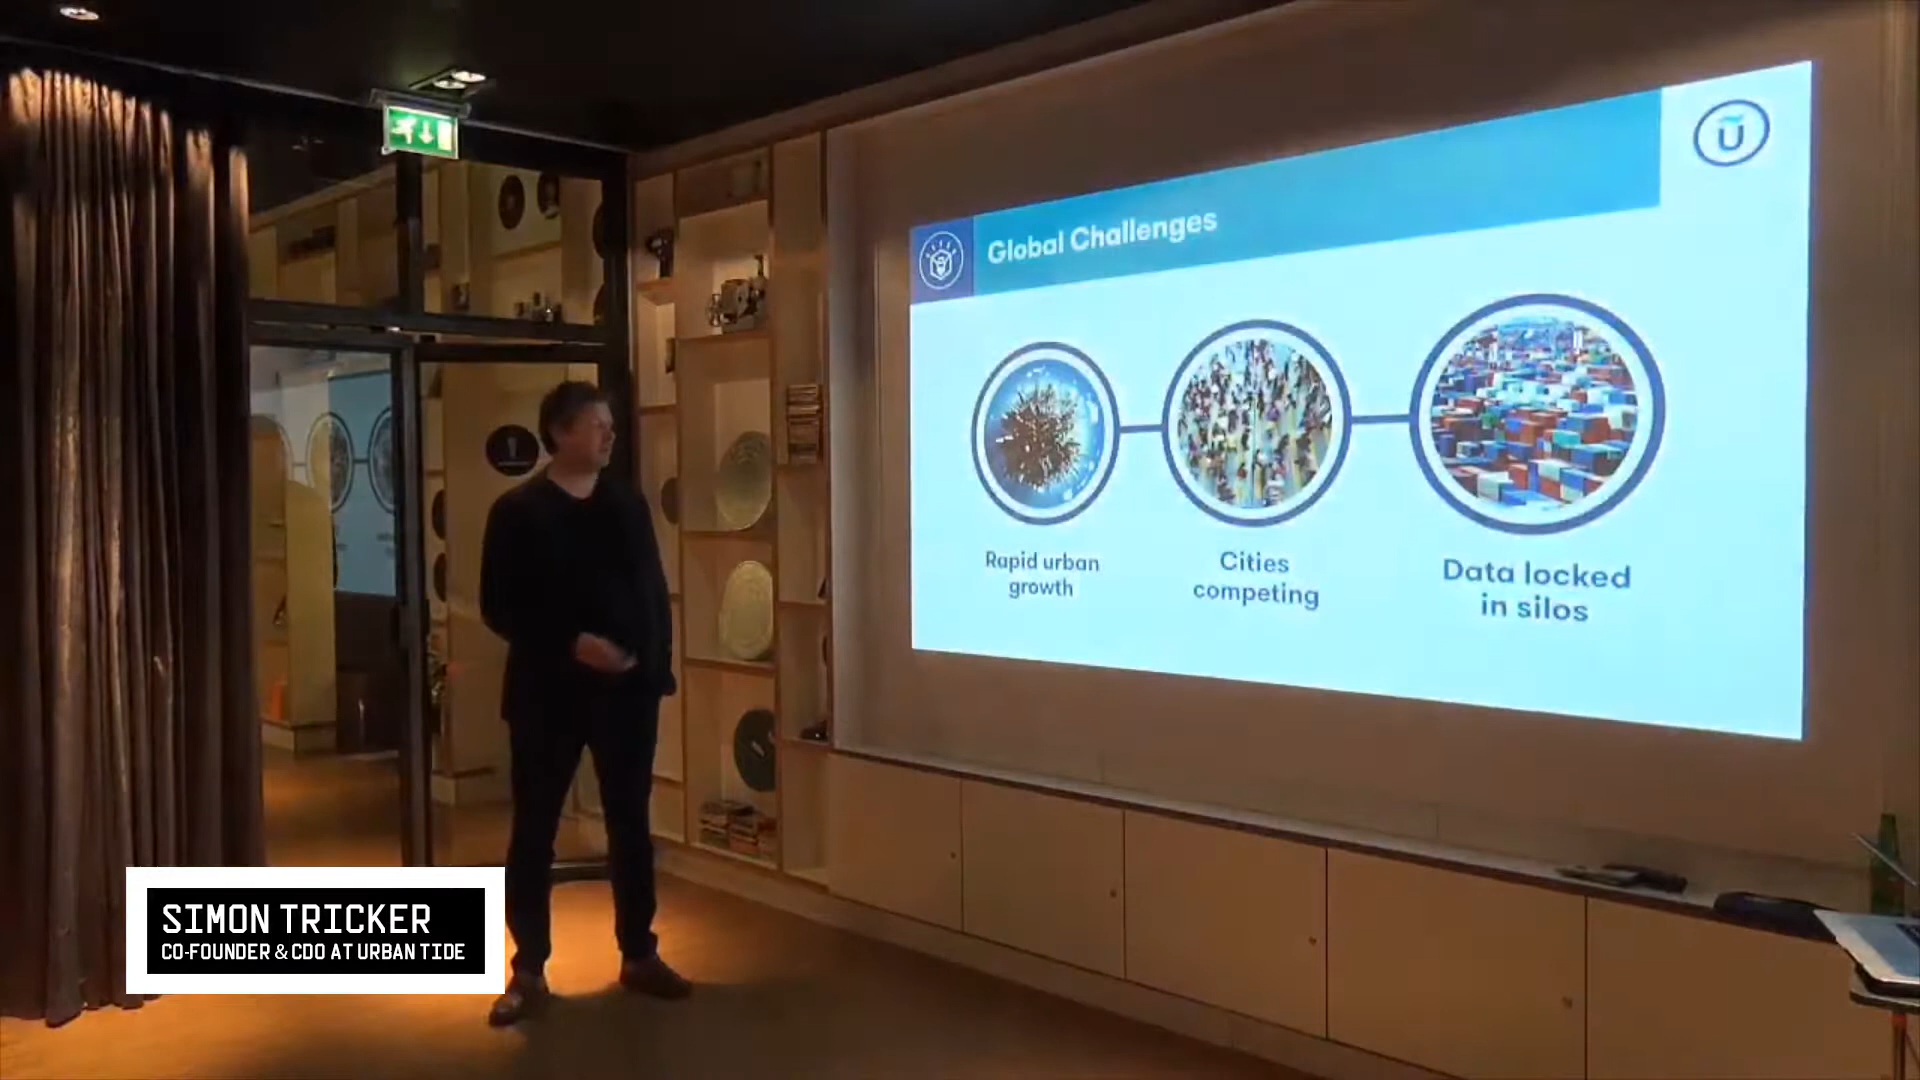 Global Challenges
Ũ
Rapid urban
growth
Cities
competing
Data locked
in silos
SIMON TRICKER
CO-FOUNDER & CDO AT URBAN TIDE